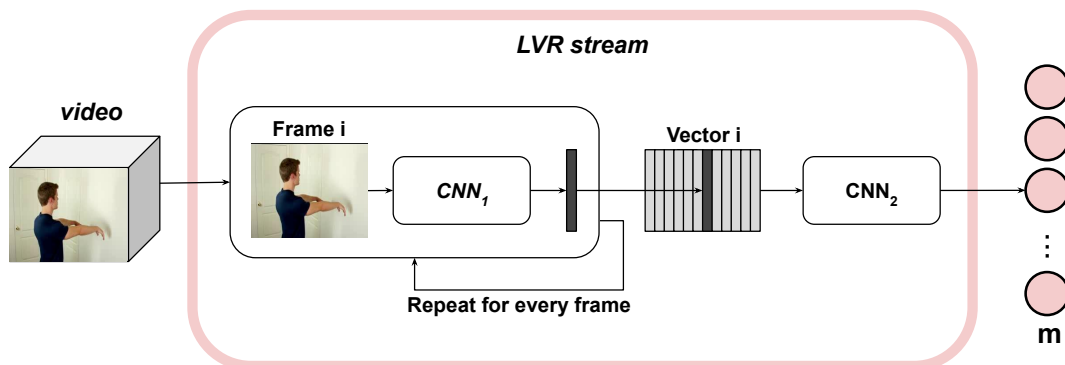 LVR stream
video
Frame i
Vector i
CNN1
CNN2
⋮
Repeat for every frame
m